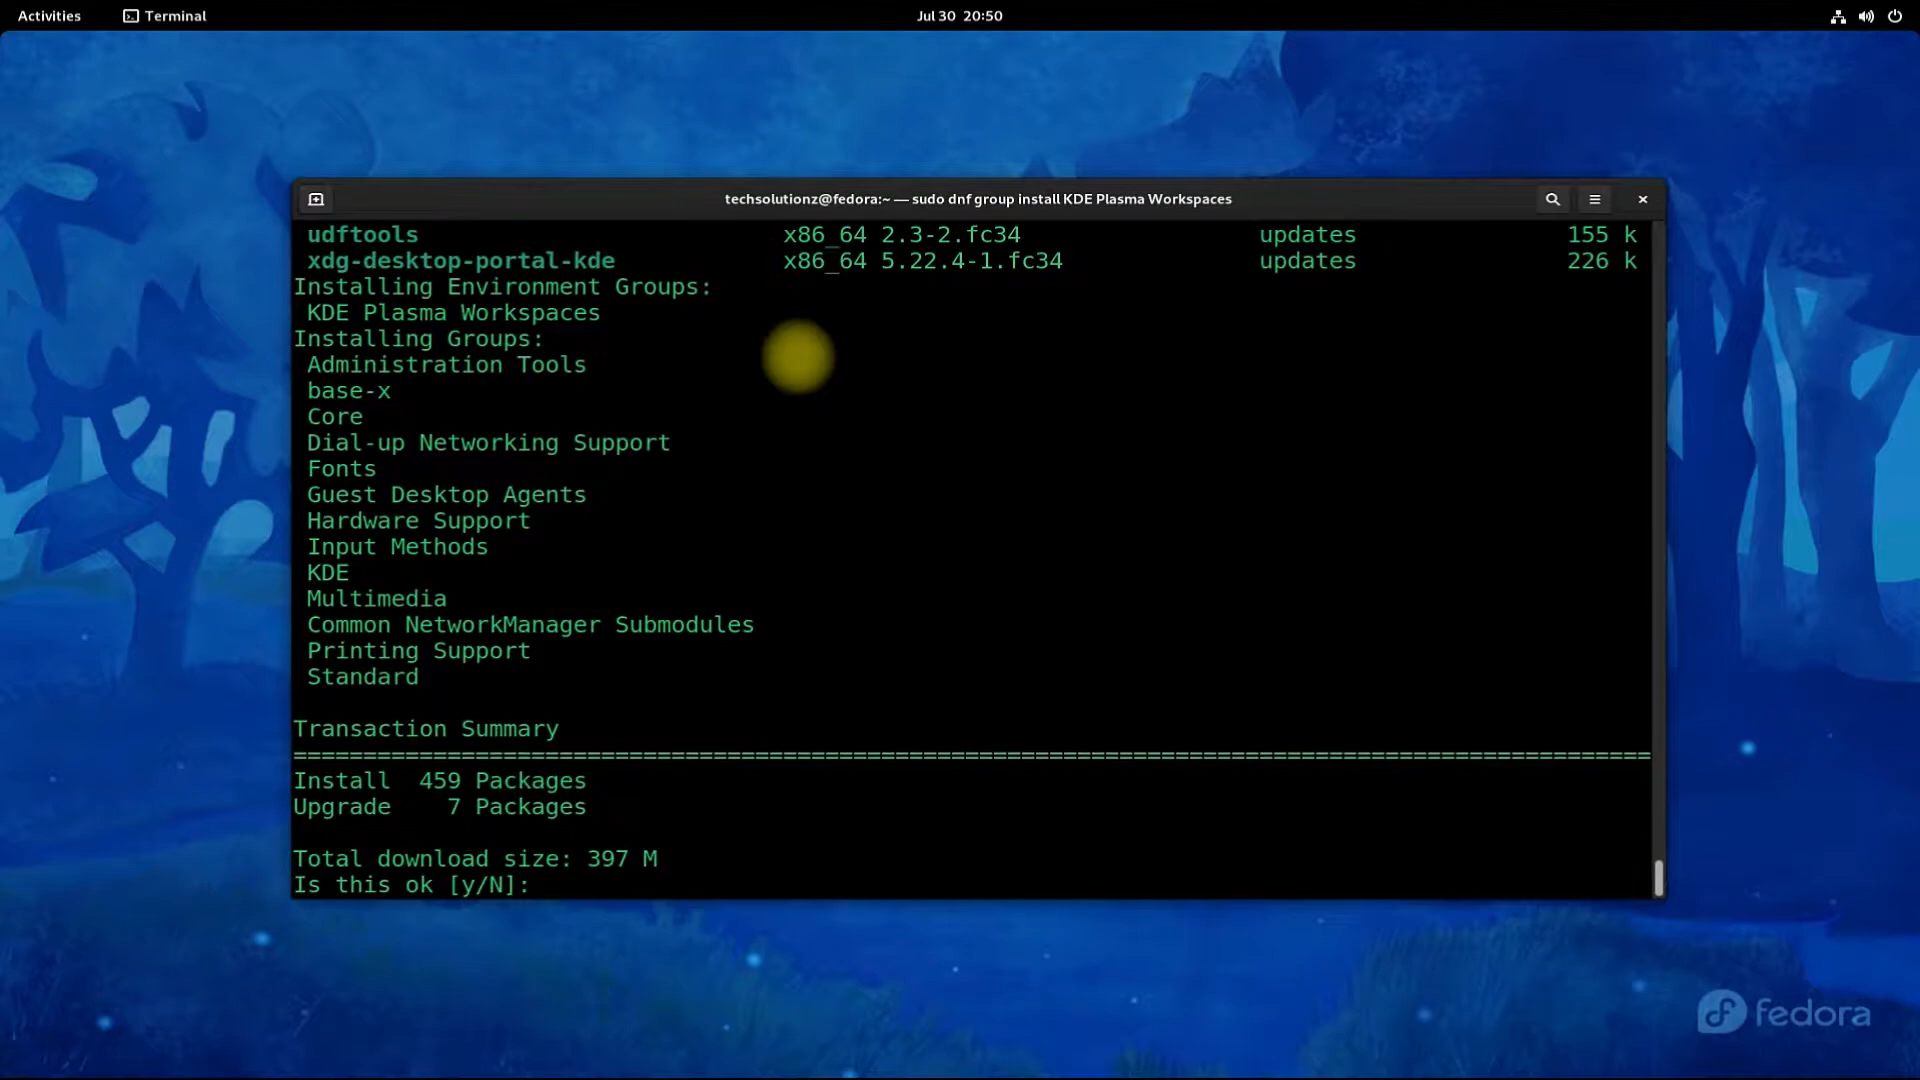 Activities Terminal Jul 30 20:50
techsolutionz@fedora:~ — sudo dnf group install KDE Plasma Workspaces
udftools x86_64 2.3-2.fc34 updates 155 k
xdg-desktop-portal-kde x86_64 5.22.4-1.fc34 updates 226 k
Installing Environment Groups:
KDE Plasma Workspaces
Installing Groups:
Administration Tools
base-x
Core
Dial-up Networking Support
Fonts
Guest Desktop Agents
Hardware Support
Input Methods
KDE
Multimedia
Common NetworkManager Submodules
Printing Support
Standard
Transaction Summary
================================================================================
Install 459 Packages
Upgrade 7 Packages
Total download size: 397 M
Is this ok [y/N]:
fedora